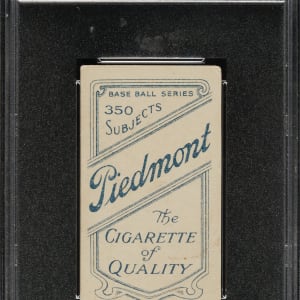 BASE BALL SERIES
350
SUBJECTS
Piedmont
The
CIGARETTE
of
QUALITY